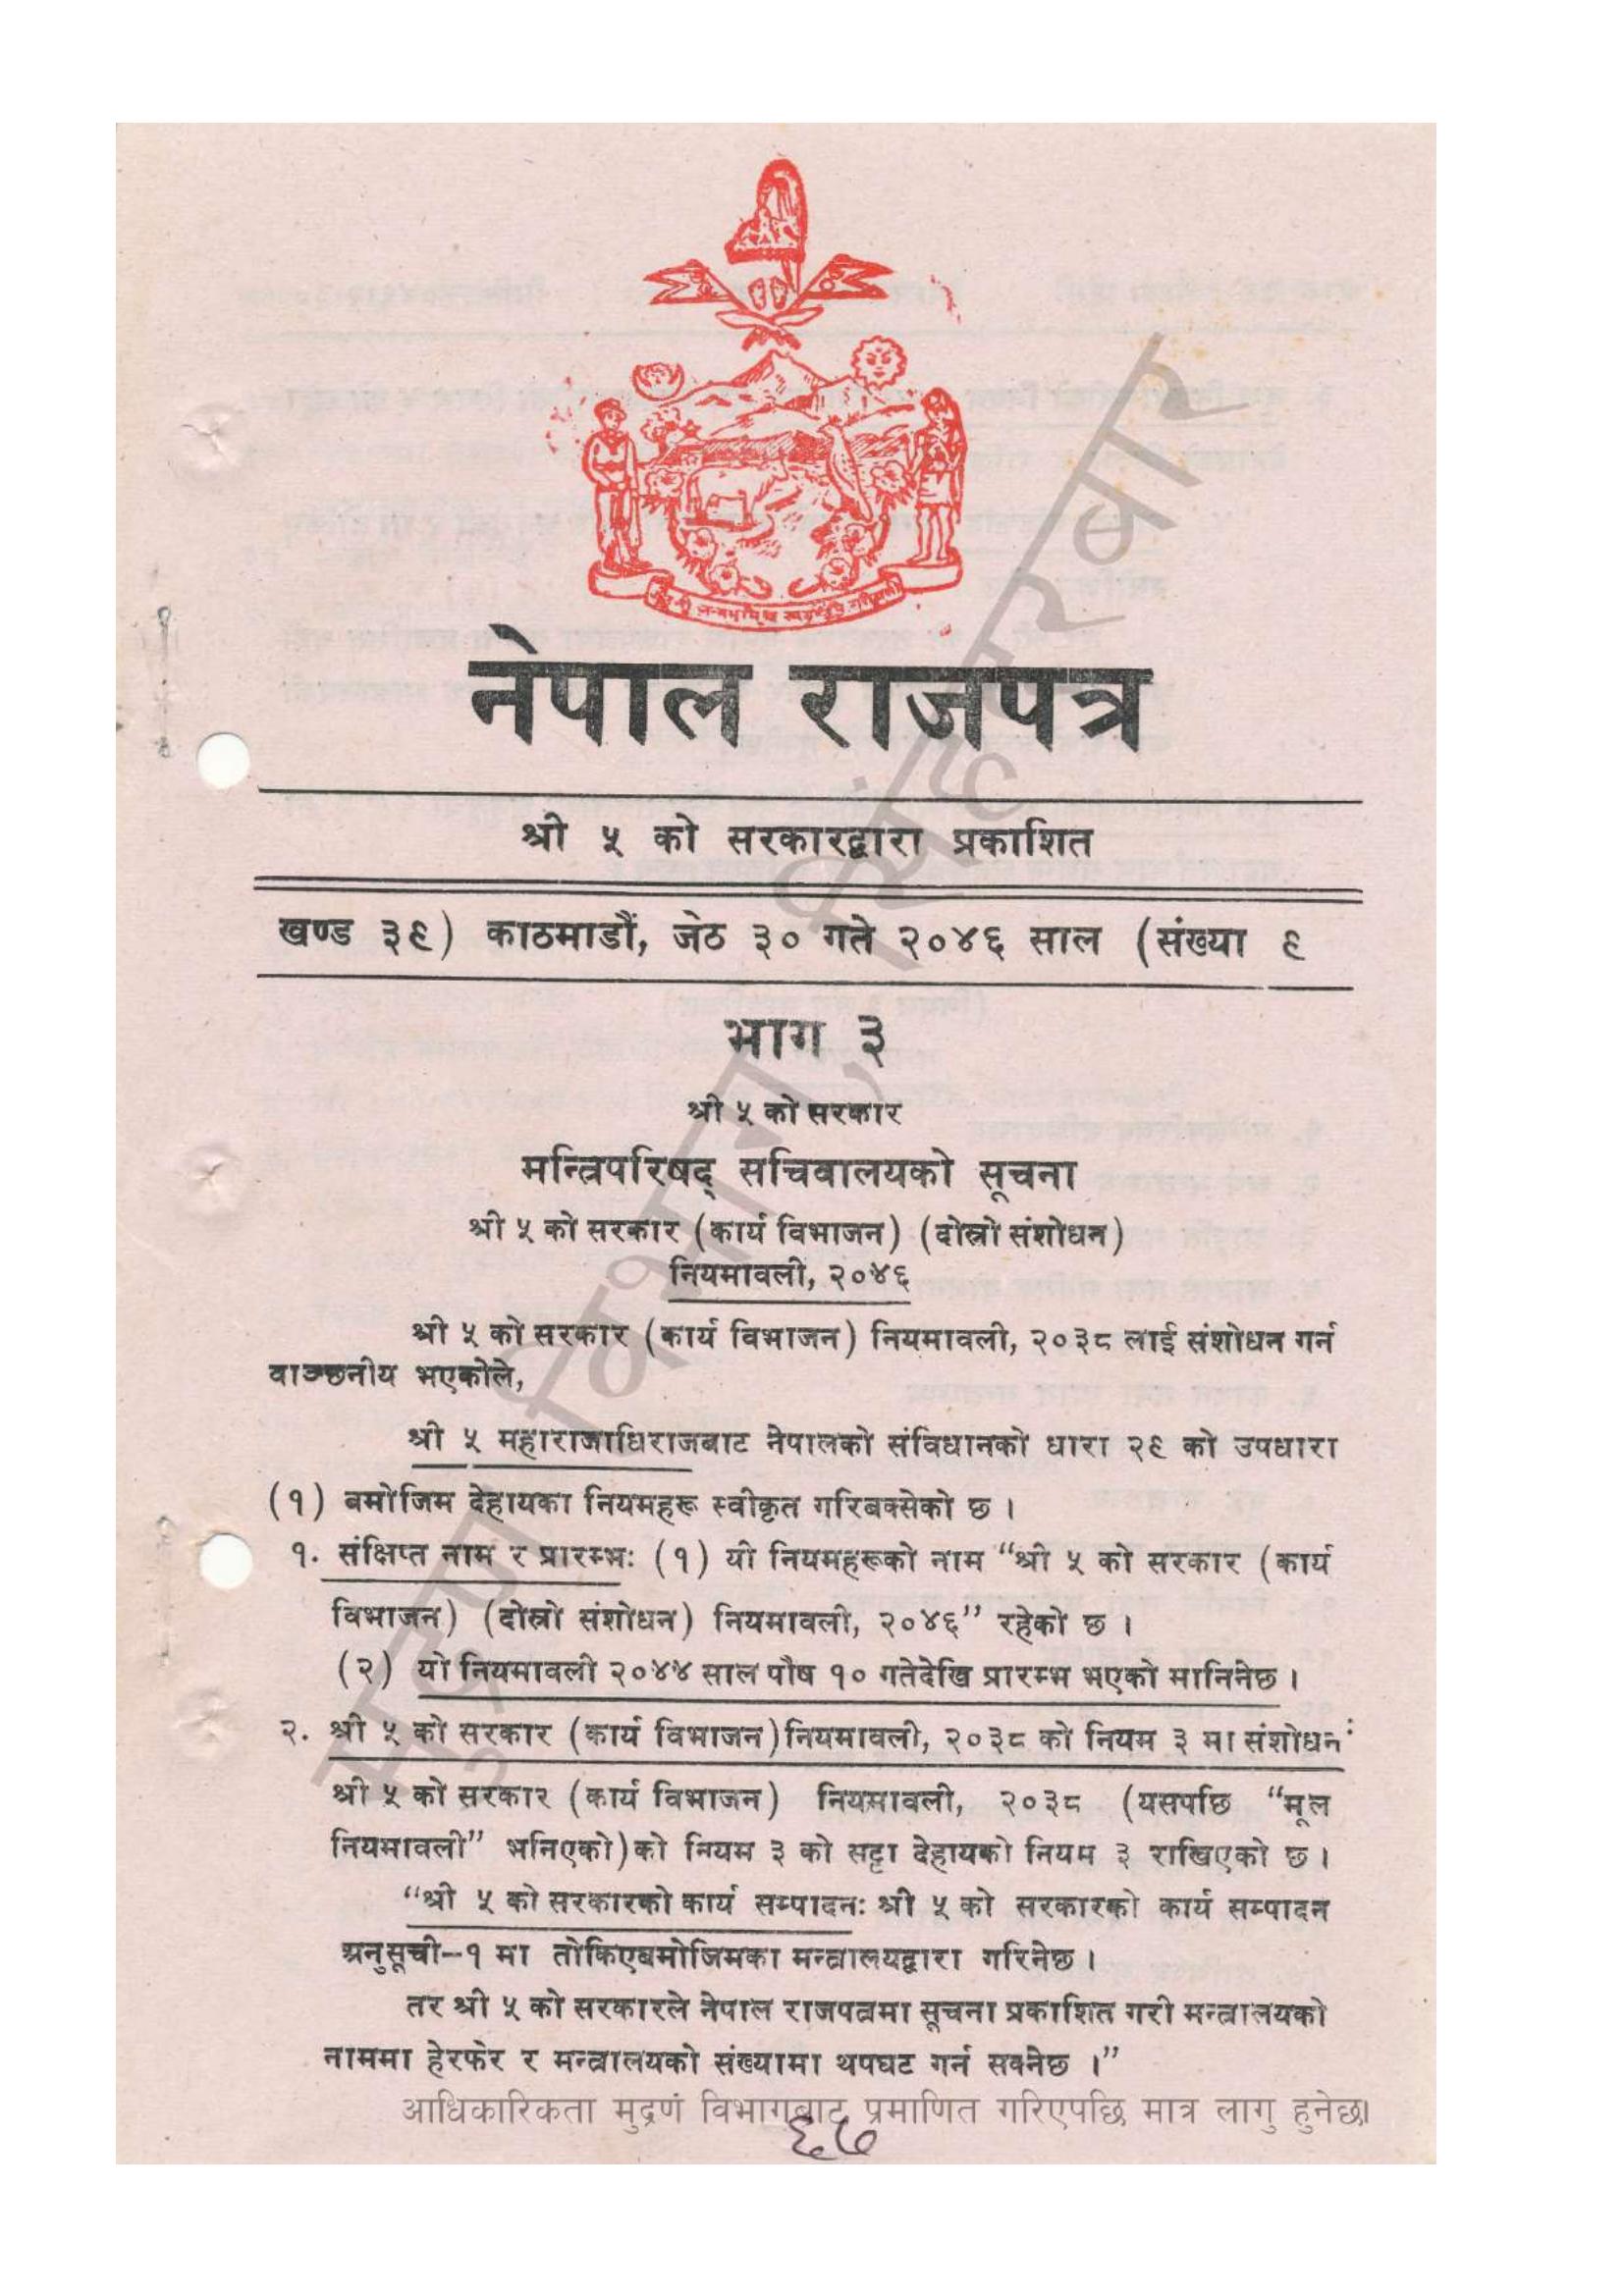 नेपाल राजपत्र
श्री ५ को सरकारद्वारा प्रकाशित
खण्ड ३९) काठमाडौं, जेठ ३० गते २०४६ साल (संख्या ९
भाग ३
श्री ५ को सरकार
मन्त्रिपरिषद् सचिवालयको सूचना
श्री ५ को सरकार (कार्य विभाजन) (दोस्रो संशोधन)
नियमावली, २०४६
श्री ५ को सरकार (कार्य विभाजन) नियमावली, २०३८ लाई संशोधन गर्न
वाञ्छनीय भएकोले,
श्री ५ महाराजाधिराजबाट नेपालको संविधानको धारा २९ को उपधारा
(१) बमोजिम देहायका नियमहरू स्वीकृत गरिबक्सेको छ ।
१. संक्षिप्त नाम र प्रारम्भः (१) यी नियमहरूको नाम “श्री ५ को सरकार (कार्य
विभाजन) (दोस्रो संशोधन) नियमावली, २०४६” रहेको छ ।
(२) यो नियमावली २०४४ साल पौष १० गतेदेखि प्रारम्भ भएको मानिनेछ ।
२. श्री ५ को सरकार (कार्य विभाजन) नियमावली, २०३८ को नियम ३ मा संशोधनः
श्री ५ को सरकार (कार्य विभाजन) नियमावली, २०३८ (यसपछि “मूल
नियमावली” भनिएको) को नियम ३ को सट्टा देहायको नियम ३ राखिएको छ ।
“श्री ५ को सरकारको कार्य सम्पादनः श्री ५ को सरकारको कार्य सम्पादन
अनुसूची–१ मा तोकिएबमोजिमका मन्त्रालयद्वारा गरिनेछ ।
तर श्री ५ को सरकारले नेपाल राजपत्रमा सूचना प्रकाशित गरी मन्त्रालयको
नाममा हेरफेर र मन्त्रालयको संख्यामा थपघट गर्न सक्नेछ ।”
आधिकारिकता मुद्रण विभागबाट प्रमाणित गरिएपछि मात्र लागु हुनेछ।
६७
मुद्रण विभाग, सिंहदरबार